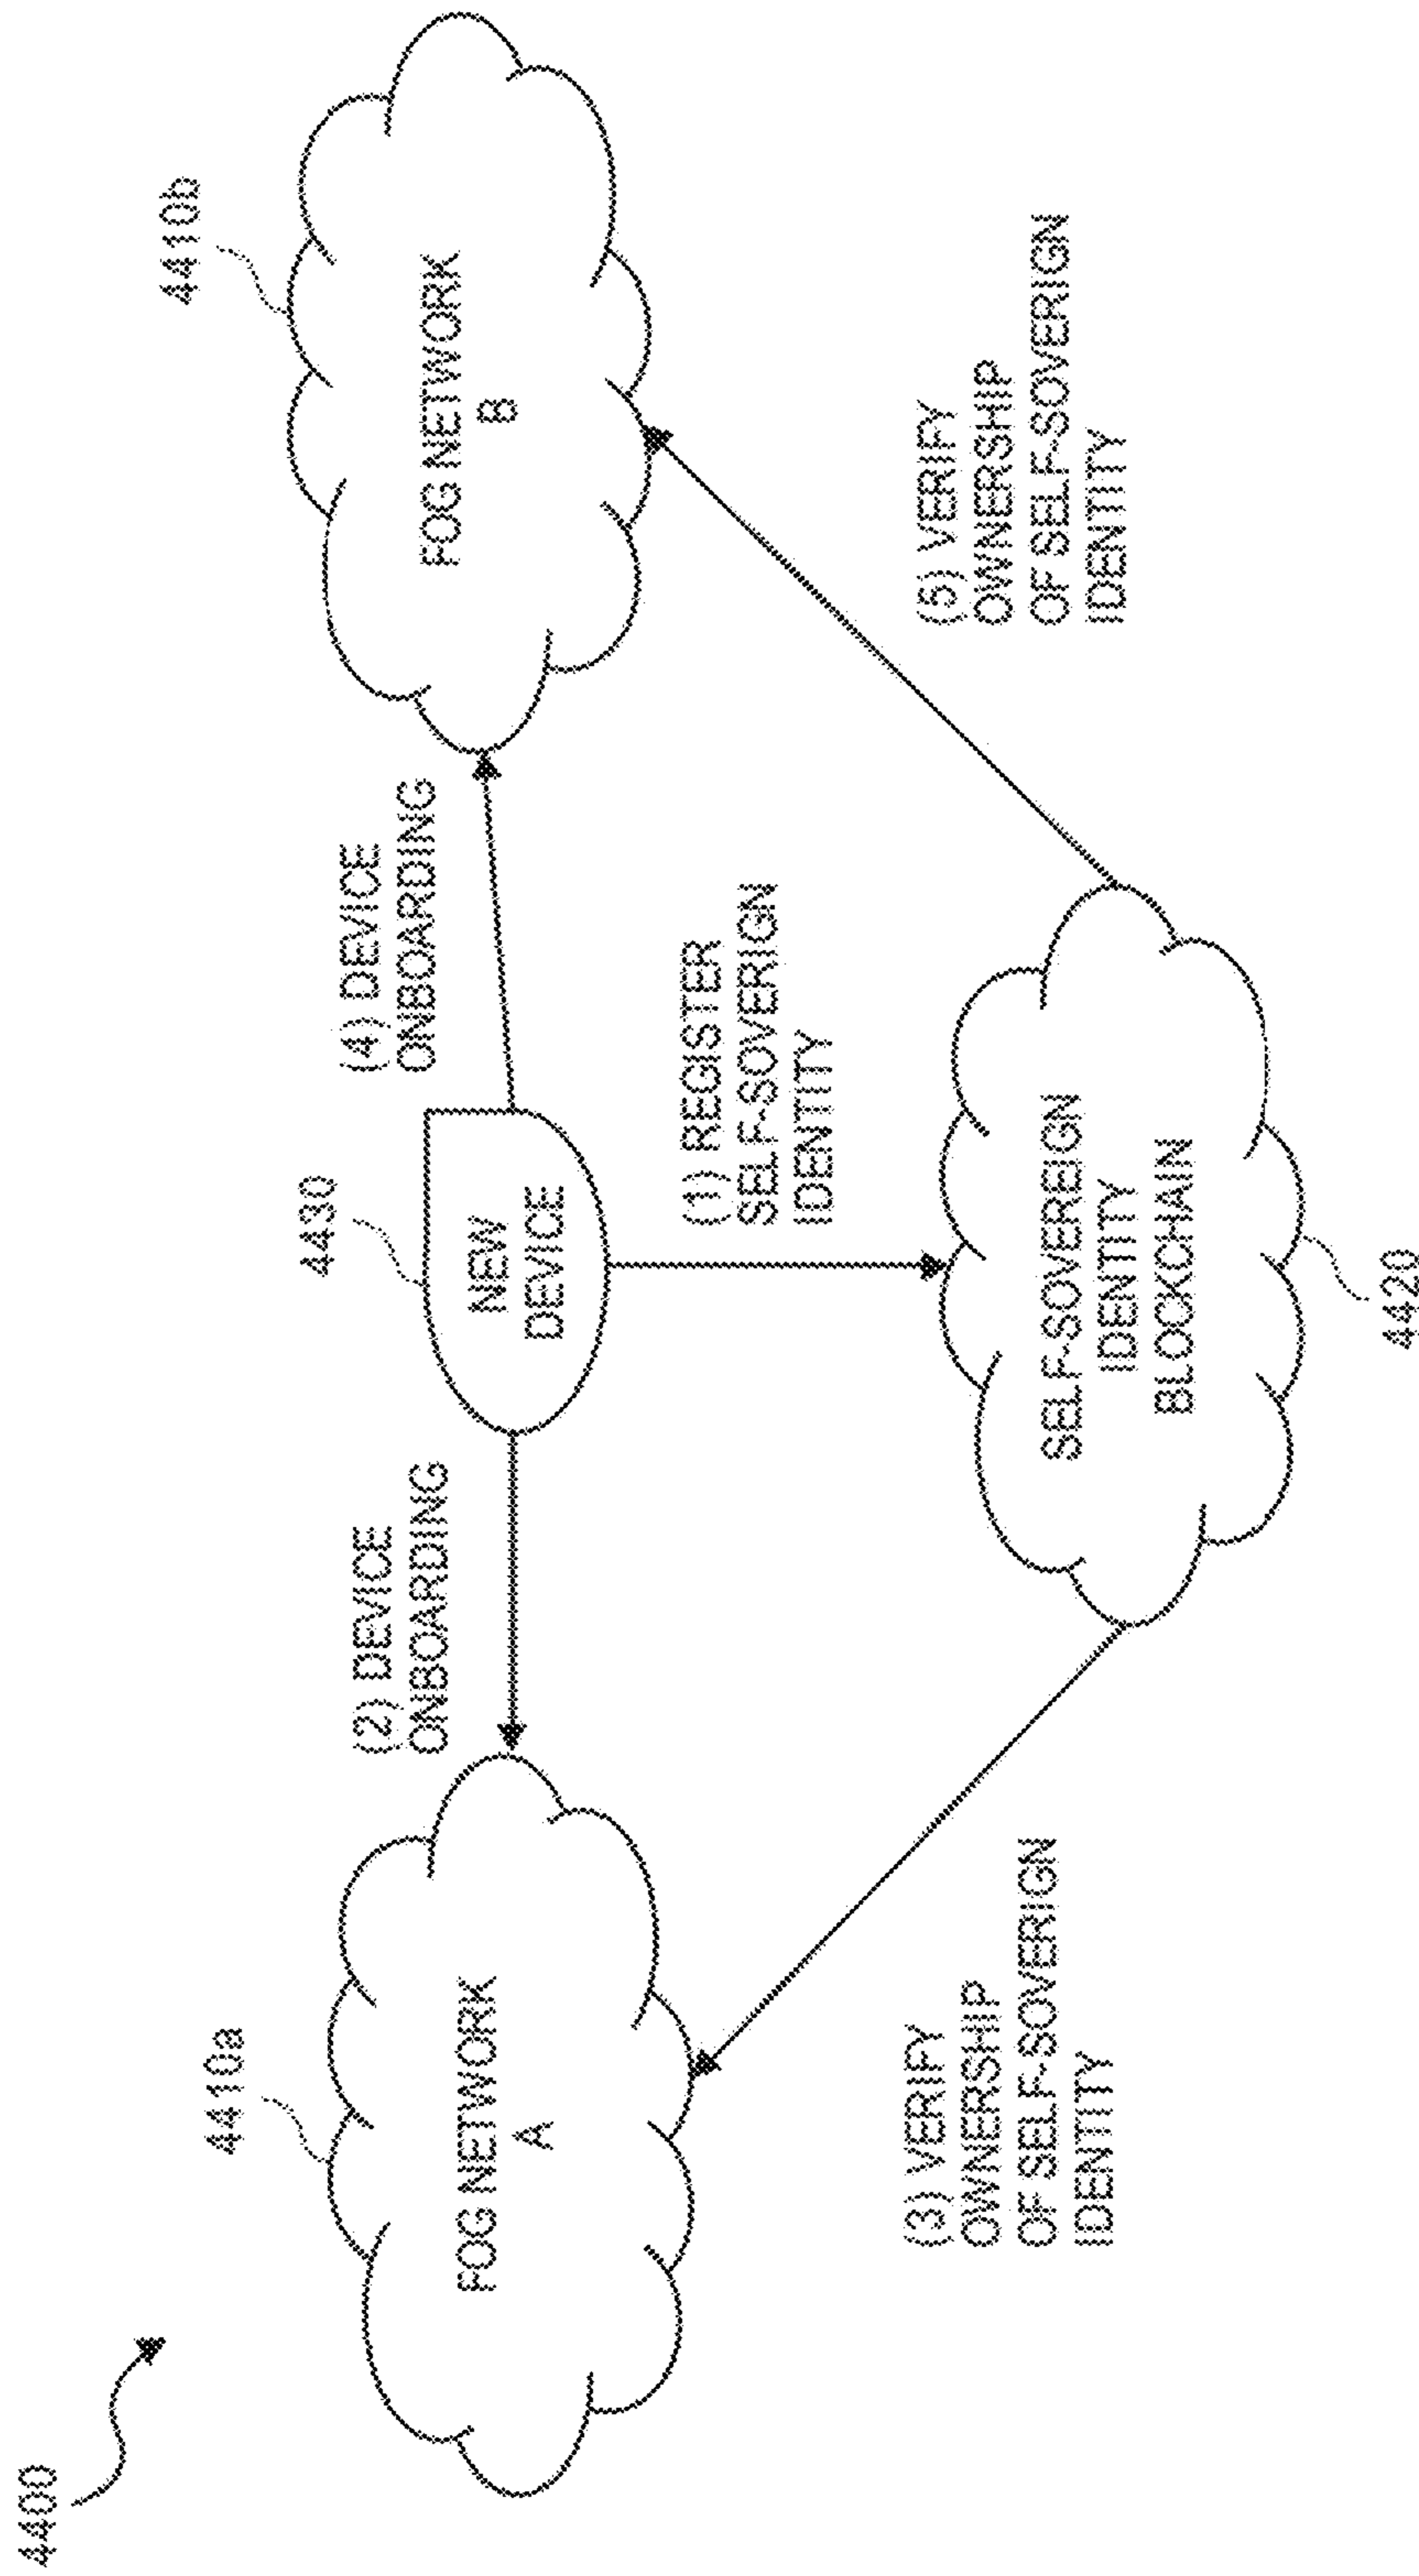 4400
4410a
FOG NETWORK
A
(2) DEVICE
ONBOARDING
4430
NEW
DEVICE
(4) DEVICE
ONBOARDING
4410b
FOG NETWORK
B
(1) REGISTER
SELF-SOVERIGN
IDENTITY
(3) VERIFY
OWNERSHIP
OF SELF-SOVERIGN
IDENTITY
SELF-SOVEREIGN
IDENTITY
BLOCKCHAIN
4420
(5) VERIFY
OWNERSHIP
OF SELF-SOVERIGN
IDENTITY